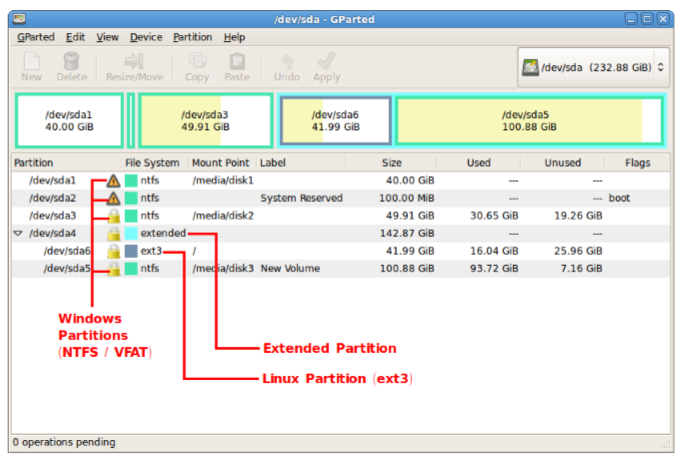 /dev/sda - GParted
GParted Edit View Device Partition Help
New Delete Resize/Move Copy Paste Undo Apply /dev/sda (232.88 GiB)
/dev/sda1 /dev/sda3 /dev/sda6 /dev/sda5
40.00 GiB 49.91 GiB 41.99 GiB 100.88 GiB
Partition File System Mount Point Label Size Used Unused Flags
/dev/sda1 ntfs /media/disk1 40.00 GiB --- ---
/dev/sda2 ntfs System Reserved 100.00 MiB --- --- boot
/dev/sda3 ntfs /media/disk2 49.91 GiB 30.65 GiB 19.26 GiB
/dev/sda4 extended 142.87 GiB --- ---
/dev/sda6 ext3 / 41.99 GiB 16.04 GiB 25.96 GiB
/dev/sda5 ntfs /media/disk3 New Volume 100.88 GiB 93.72 GiB 7.16 GiB
Windows
Partitions
(NTFS / VFAT)
Extended Partition
Linux Partition (ext3)
0 operations pending